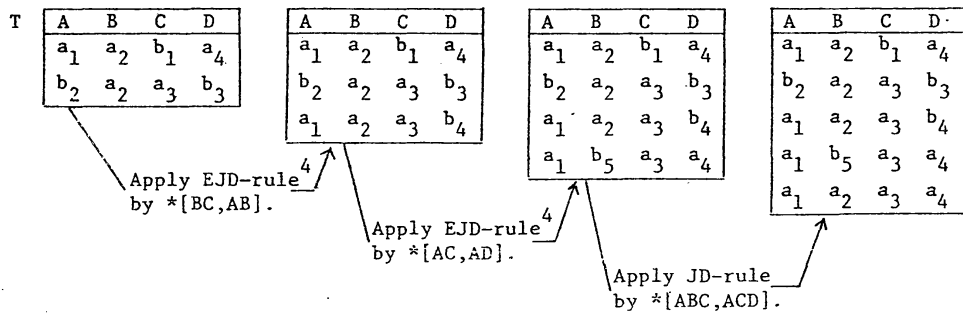 T A B C D A B C D A B C D A B C D
a1 a2 b1 a4 a1 a2 b1 a4 a1 a2 b1 a4 a1 a2 b1 a4
b2 a2 a3 b3 b2 a2 a3 b3 b2 a2 a3 b3 b2 a2 a3 b3
a1 a2 a3 b4 a1 a2 a3 b4 a1 a2 a3 b4
a1 b5 a3 a4 a1 b5 a3 a4
a1 a2 a3 a4
Apply EJD-rule4
by *[BC,AB].
Apply EJD-rule4
by *[AC,AD].
Apply JD-rule
by *[ABC,ACD].